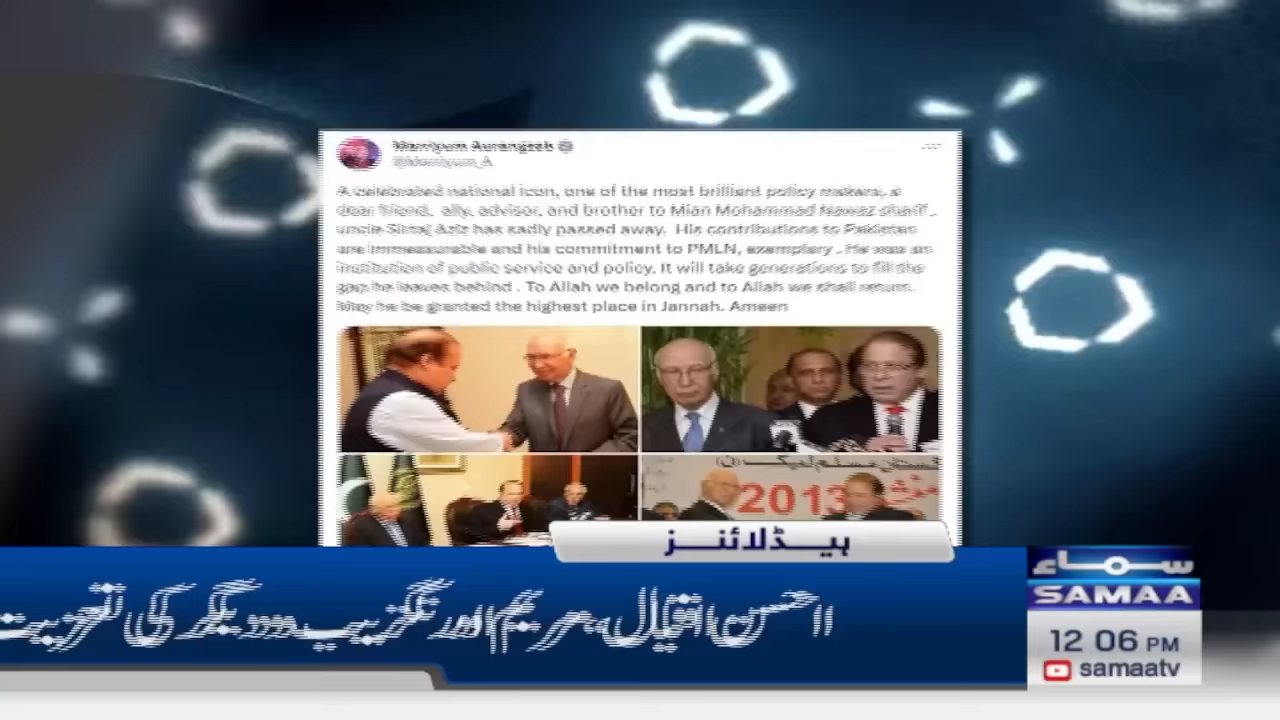 Marriyum Aurangzeb
@Marriyum_A
A celebrated national icon, one of the most brilliant policy makers, a
dear friend, ally, advisor, and brother to Mian Mohammad Nawaz sharif .
uncle Sirtaj Aziz has sadly passed away. His contributions to Pakistan
are immeasurable and his commitment to PMLN, exemplary . He was an
institution of public service and policy. It will take generations to fill the
gap he leaves behind . To Allah we belong and to Allah we shall return.
May he be granted the highest place in Jannah. Ameen
2013
ہیڈلائنز
احسن اقبال، مریم اورنگزیب ودیگر کی تعزیت
سماء
SAMAA
12 06 PM
samaatv